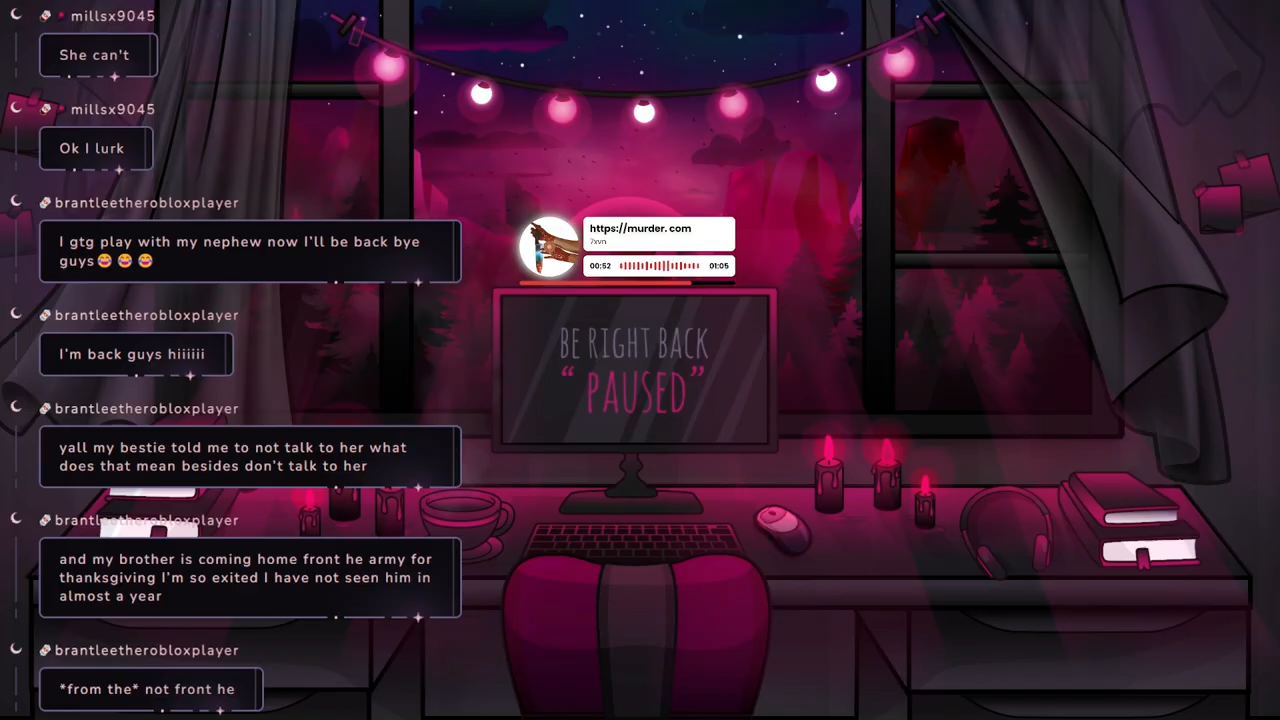 millsx9045
She can't
millsx9045
Ok I lurk
brantleetherobloxplayer
I gtg play with my nephew now I'll be back bye
guys😂 😂 😂
brantleetherobloxplayer
I'm back guys hiiiiii
brantleetherobloxplayer
yall my bestie told me to not talk to her what
does that mean besides don't talk to her
brantleetherobloxplayer
and my brother is coming home front he army for
thanksgiving I'm so exited I have not seen him in
almost a year
brantleetherobloxplayer
*from the* not front he
https://murder. com
7xvn
00:52 01:05
BE RIGHT BACK
“ PAUSED”